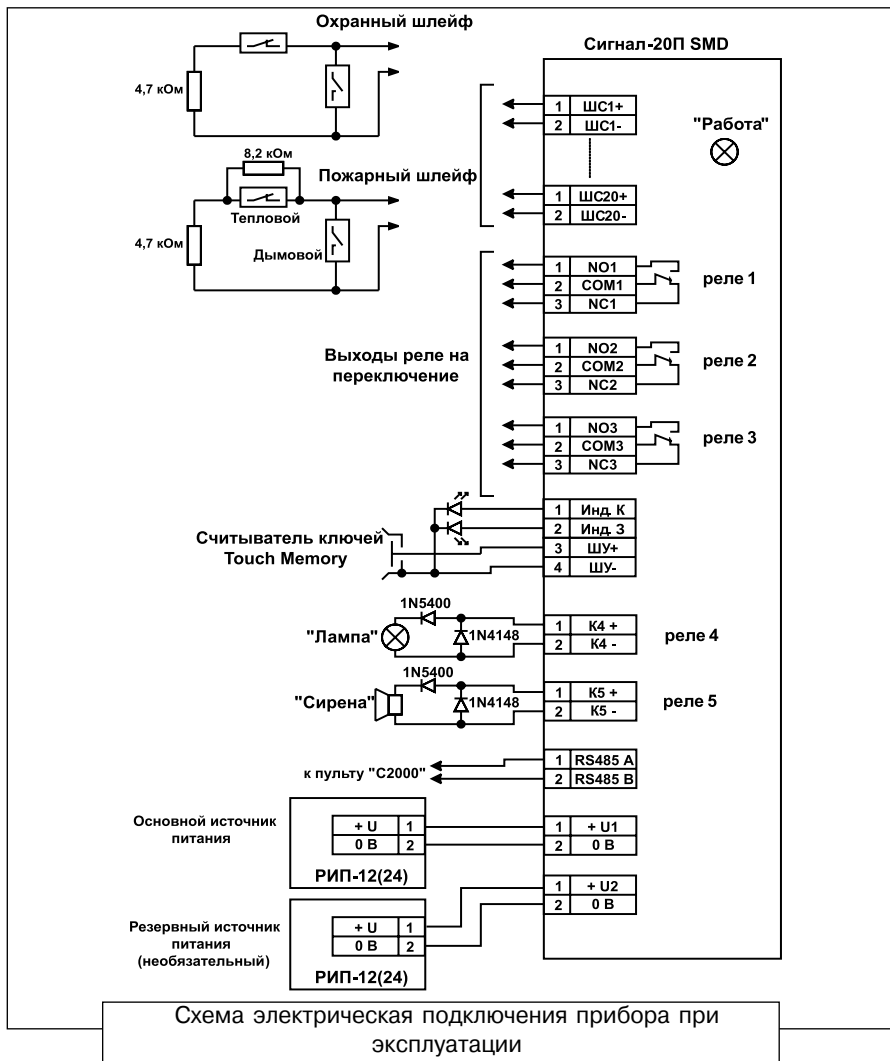 Охранный шлейф
4,7 кОм
8,2 кОм
Пожарный шлейф
Тепловой
4,7 кОм
Дымовой
Сигнал-20П SMD
"Работа"
1 ШС1+
2 ШС1-
1 ШС20+
2 ШС20-
Выходы реле на
переключение
1 NO1
2 COM1
3 NC1
реле 1
1 NO2
2 COM2
3 NC2
реле 2
1 NO3
2 COM3
3 NC3
реле 3
Считыватель ключей
Touch Memory
1 Инд. К
2 Инд. З
3 ШУ+
4 ШУ-
"Лампа"
1N5400
1N4148
1 К4 +
2 К4 -
реле 4
"Сирена"
1N5400
1N4148
1 К5 +
2 К5 -
реле 5
к пульту "С2000"
1 RS485 A
2 RS485 B
Основной источник
питания
+ U 1
0 В 2
РИП-12(24)
1 + U1
2 0 В
Резервный источник
питания
(необязательный)
+ U 1
0 В 2
РИП-12(24)
1 + U2
2 0 В
Схема электрическая подключения прибора при
эксплуатации